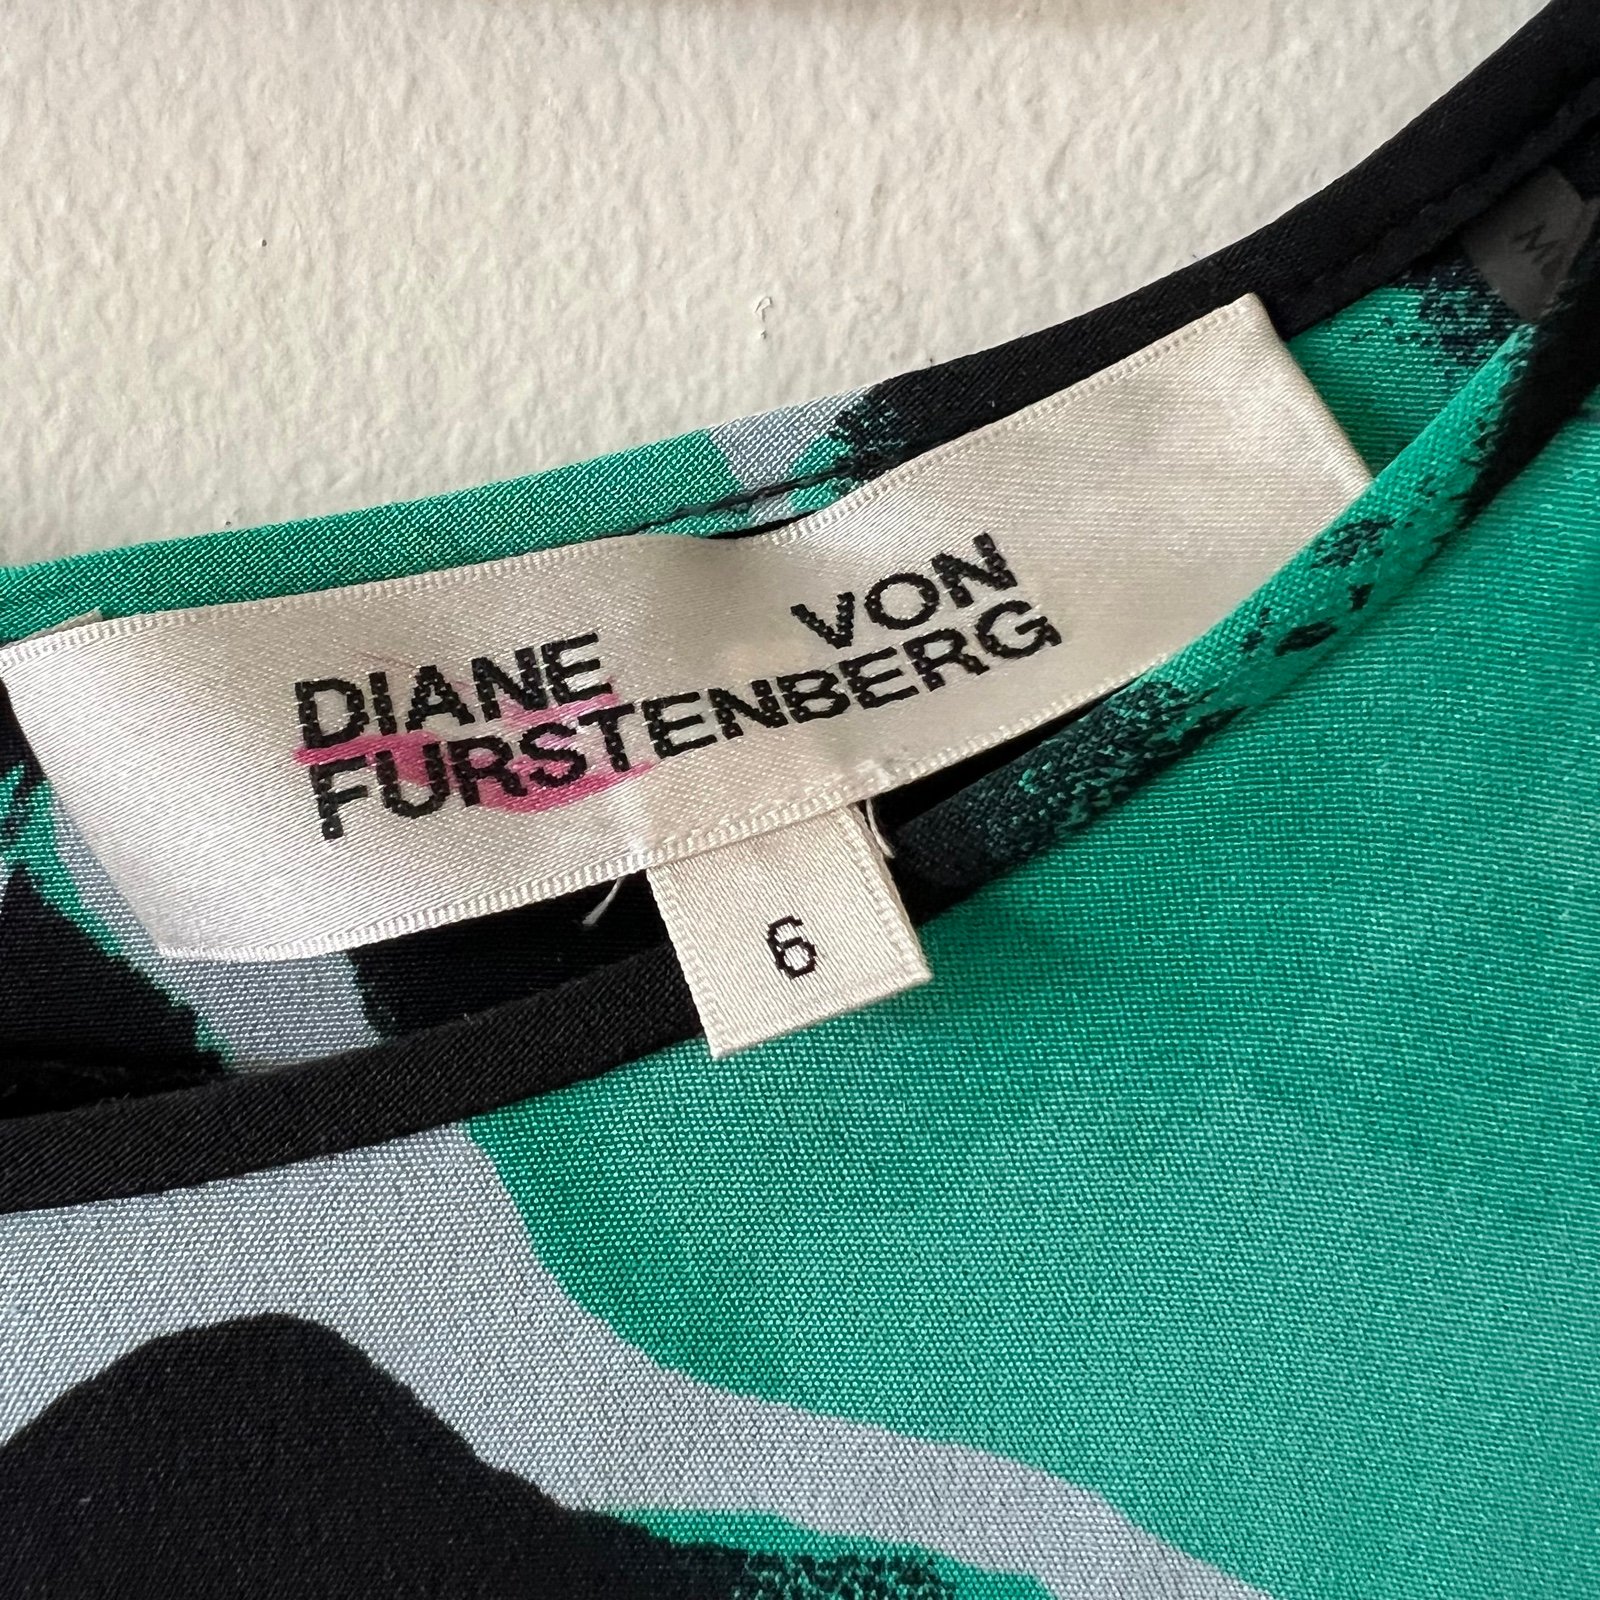 DIANE VON
FURSTENBERG
6